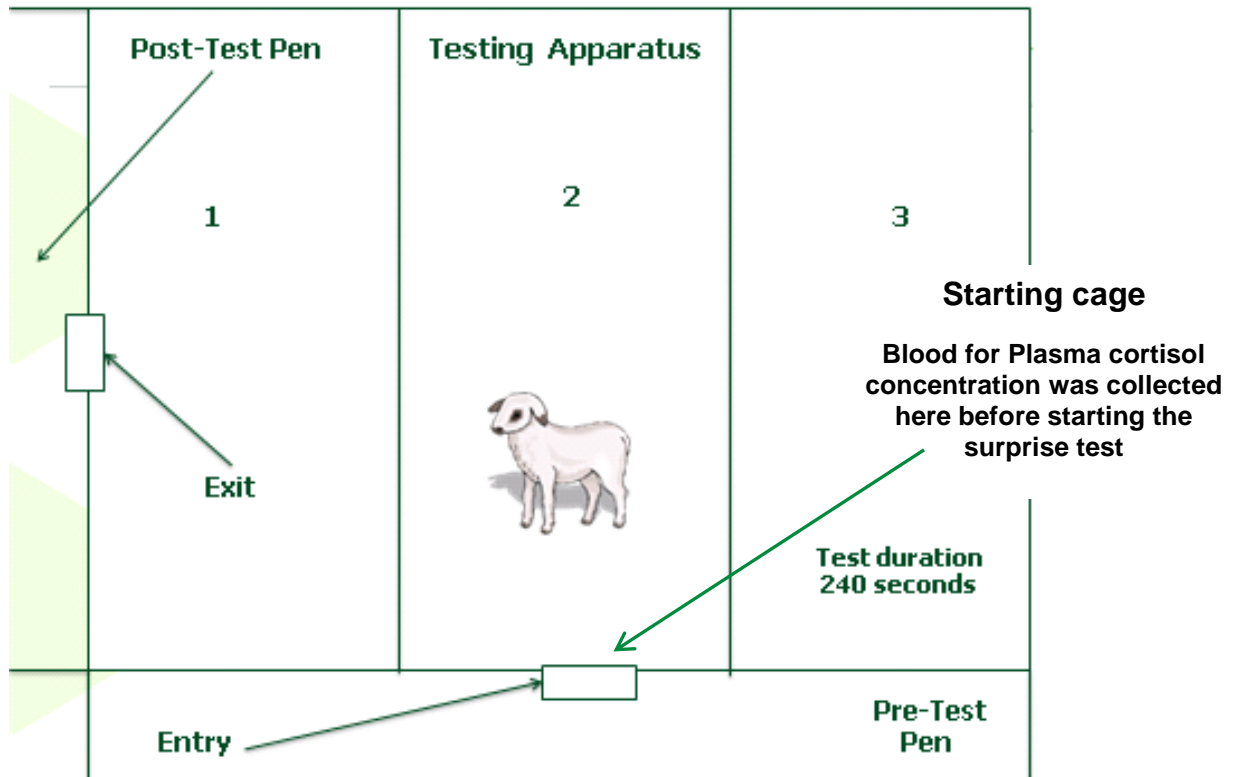 Post-Test Pen
Testing Apparatus
1
2
3
Starting cage
Blood for Plasma cortisol
concentration was collected
here before starting the
surprise test
Exit
Test duration
240 seconds
Entry
Pre-Test
Pen